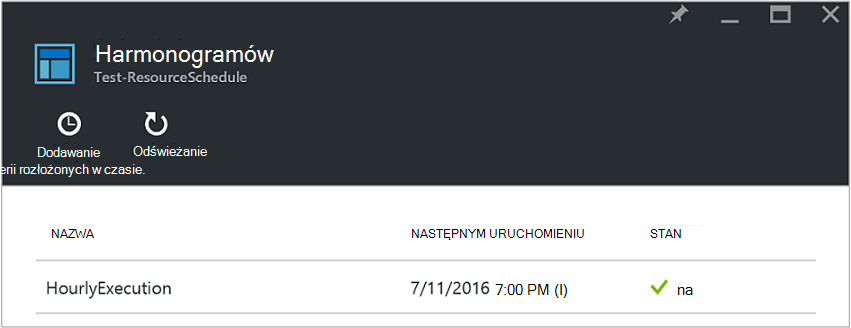 Harmonogramów
Test-ResourceSchedule
Dodawanie Odświeżanie
erii rozłożonych w czasie.
NAZWA NASTĘPNYM URUCHOMIENIU STAN
HourlyExecution 7/11/2016 7:00 PM (I) na